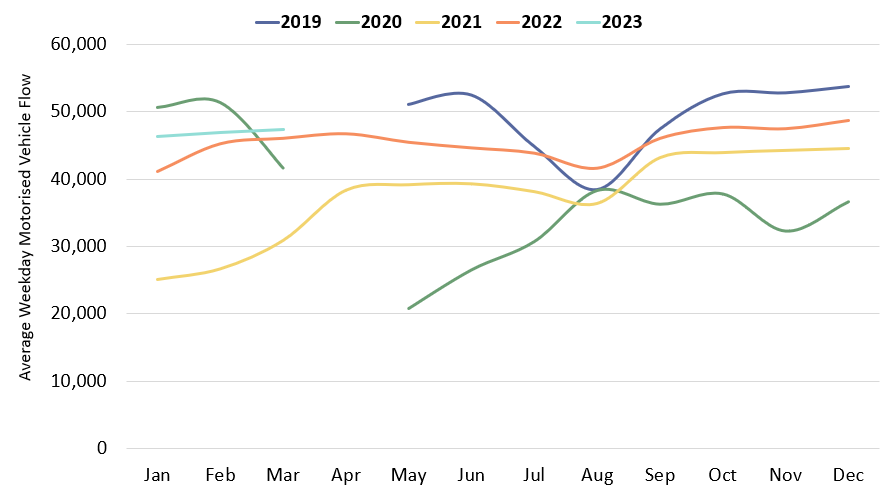 2019 2020 2021 2022 2023
Average Weekday Motorised Vehicle Flow
60,000
50,000
40,000
30,000
20,000
10,000
0
Jan Feb Mar Apr May Jun Jul Aug Sep Oct Nov Dec